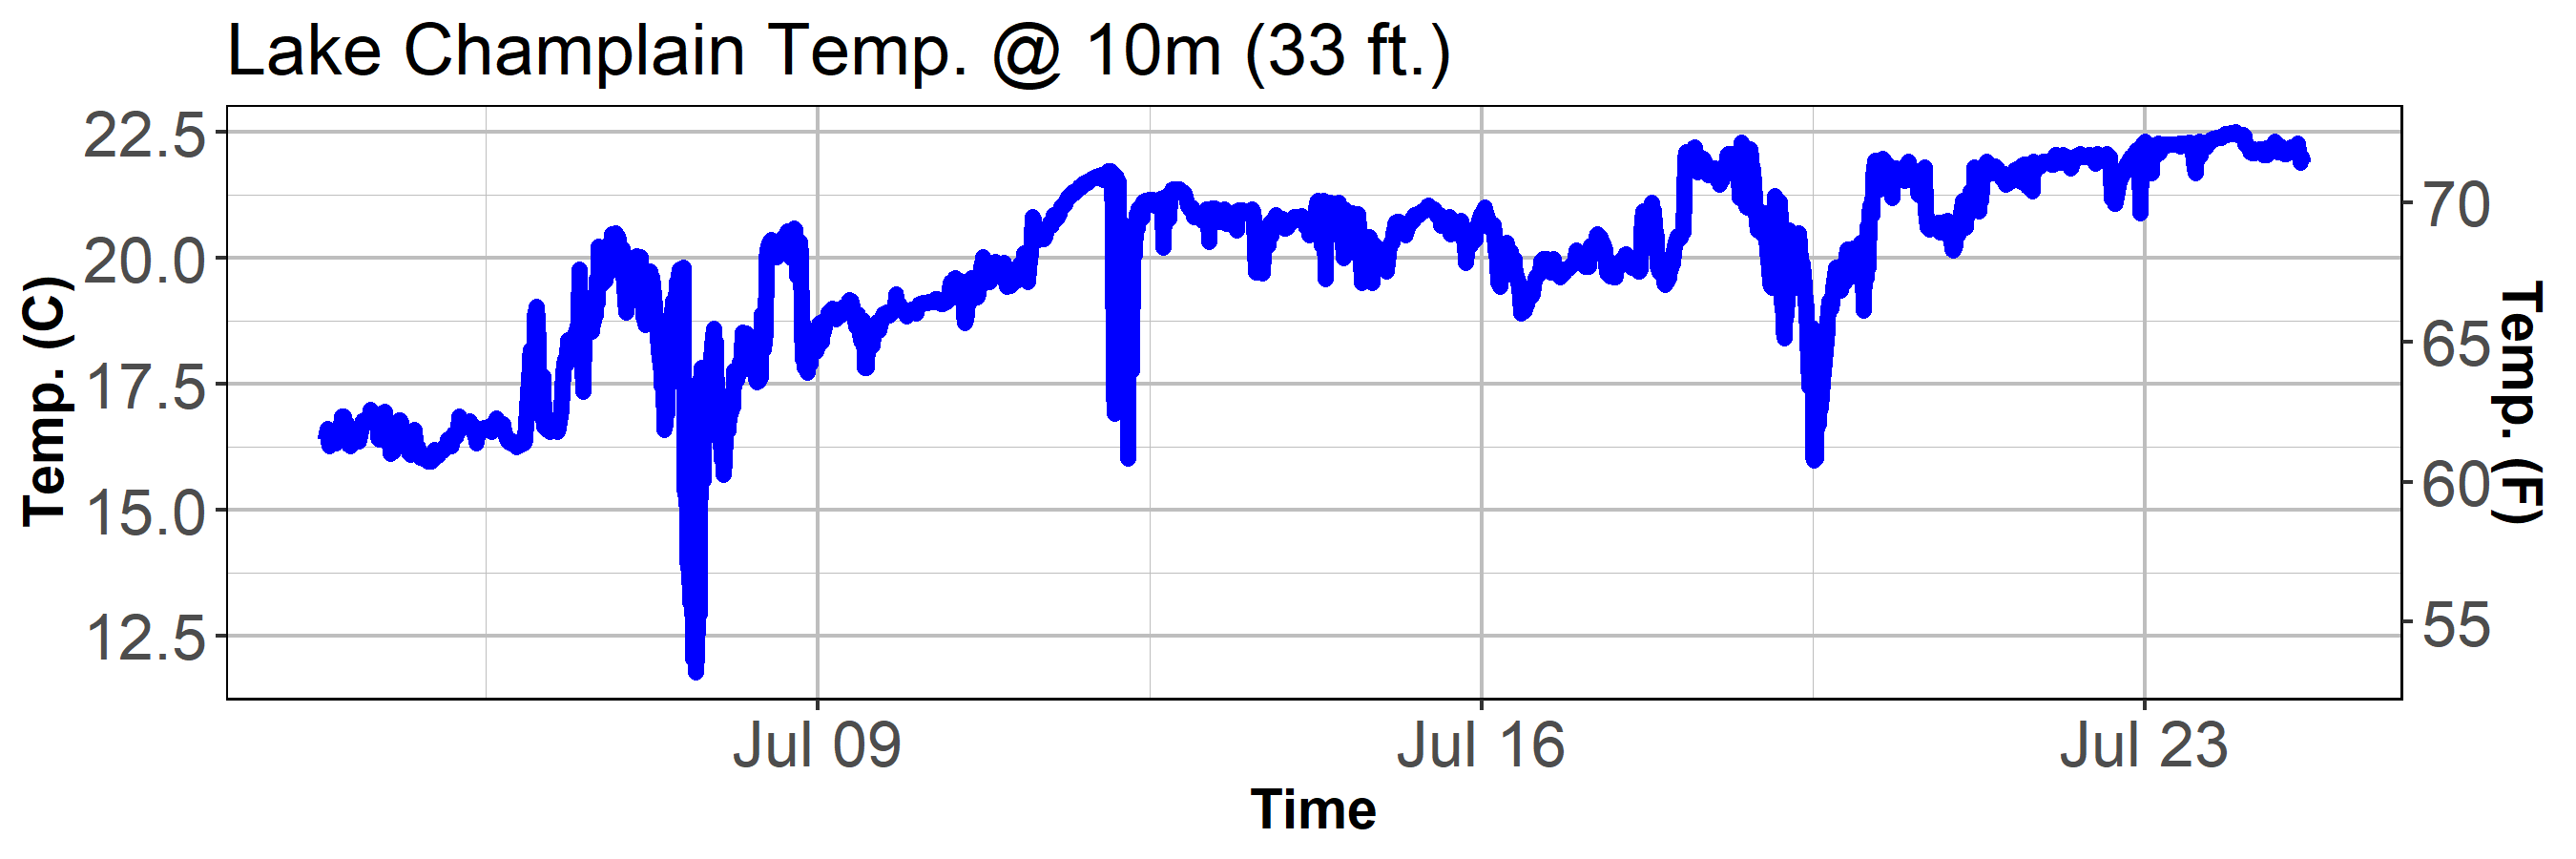 Lake Champlain Temp. @ 10m (33 ft.)
Temp. (C)
22.5
20.0
17.5
15.0
12.5
70
65
60
55
Temp. (F)
Jul 09
Jul 16
Jul 23
Time